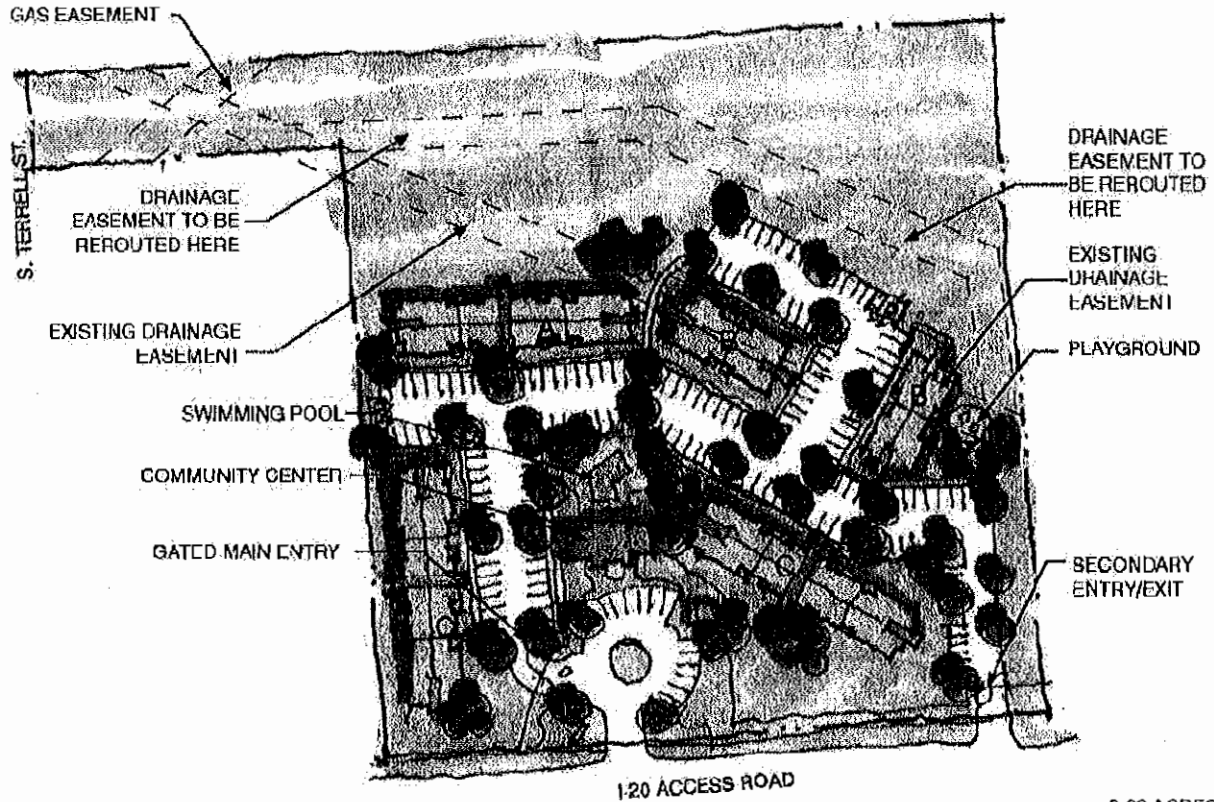 GAS EASEMENT
S. TERRELL ST.
DRAINAGE
EASEMENT TO BE
REROUTED HERE
EXISTING DRAINAGE
EASEMENT
SWIMMING POOL
COMMUNITY CENTER
GATED MAIN ENTRY
DRAINAGE
EASEMENT TO
BE REROUTED
HERE
EXISTING
DRAINAGE
EASEMENT
PLAYGROUND
SECONDARY
ENTRY/EXIT
A
B
B
C
C
I-20 ACCESS ROAD